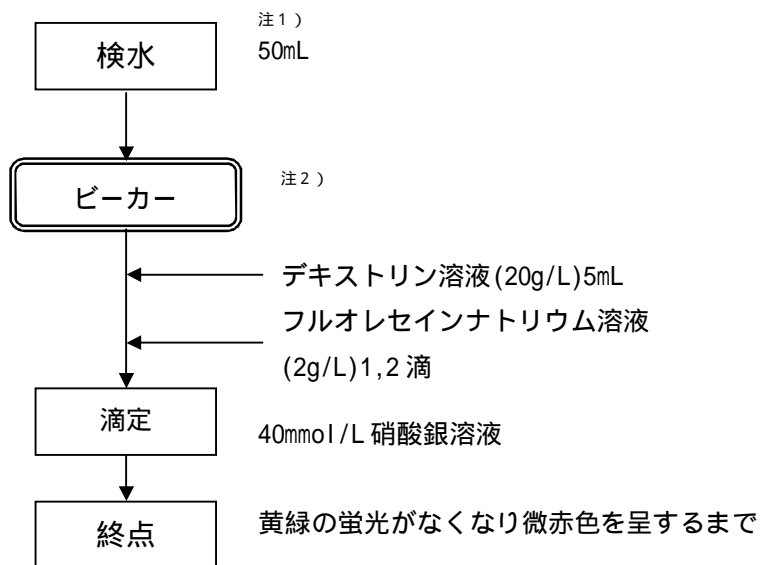 注1)
検水
50mL
ビーカー
注2)
デキストリン溶液(20g/L)5mL
フルオレセインナトリウム溶液
(2g/L)1,2滴
滴定
40mmol/L硝酸銀溶液
終点
黄緑の蛍光がなくなり微赤色を呈するまで